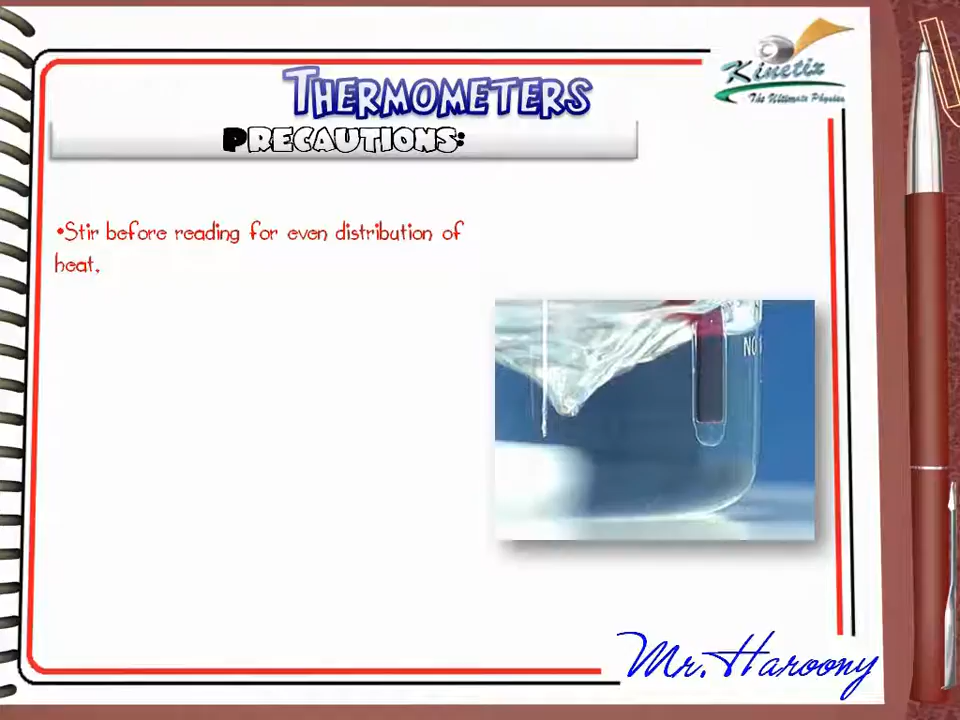 Kinetix
The Ultimate Physics
THERMOMETERS
PRECAUTIONS:
•Stir before reading for even distribution of
heat,
Mr. Haroony